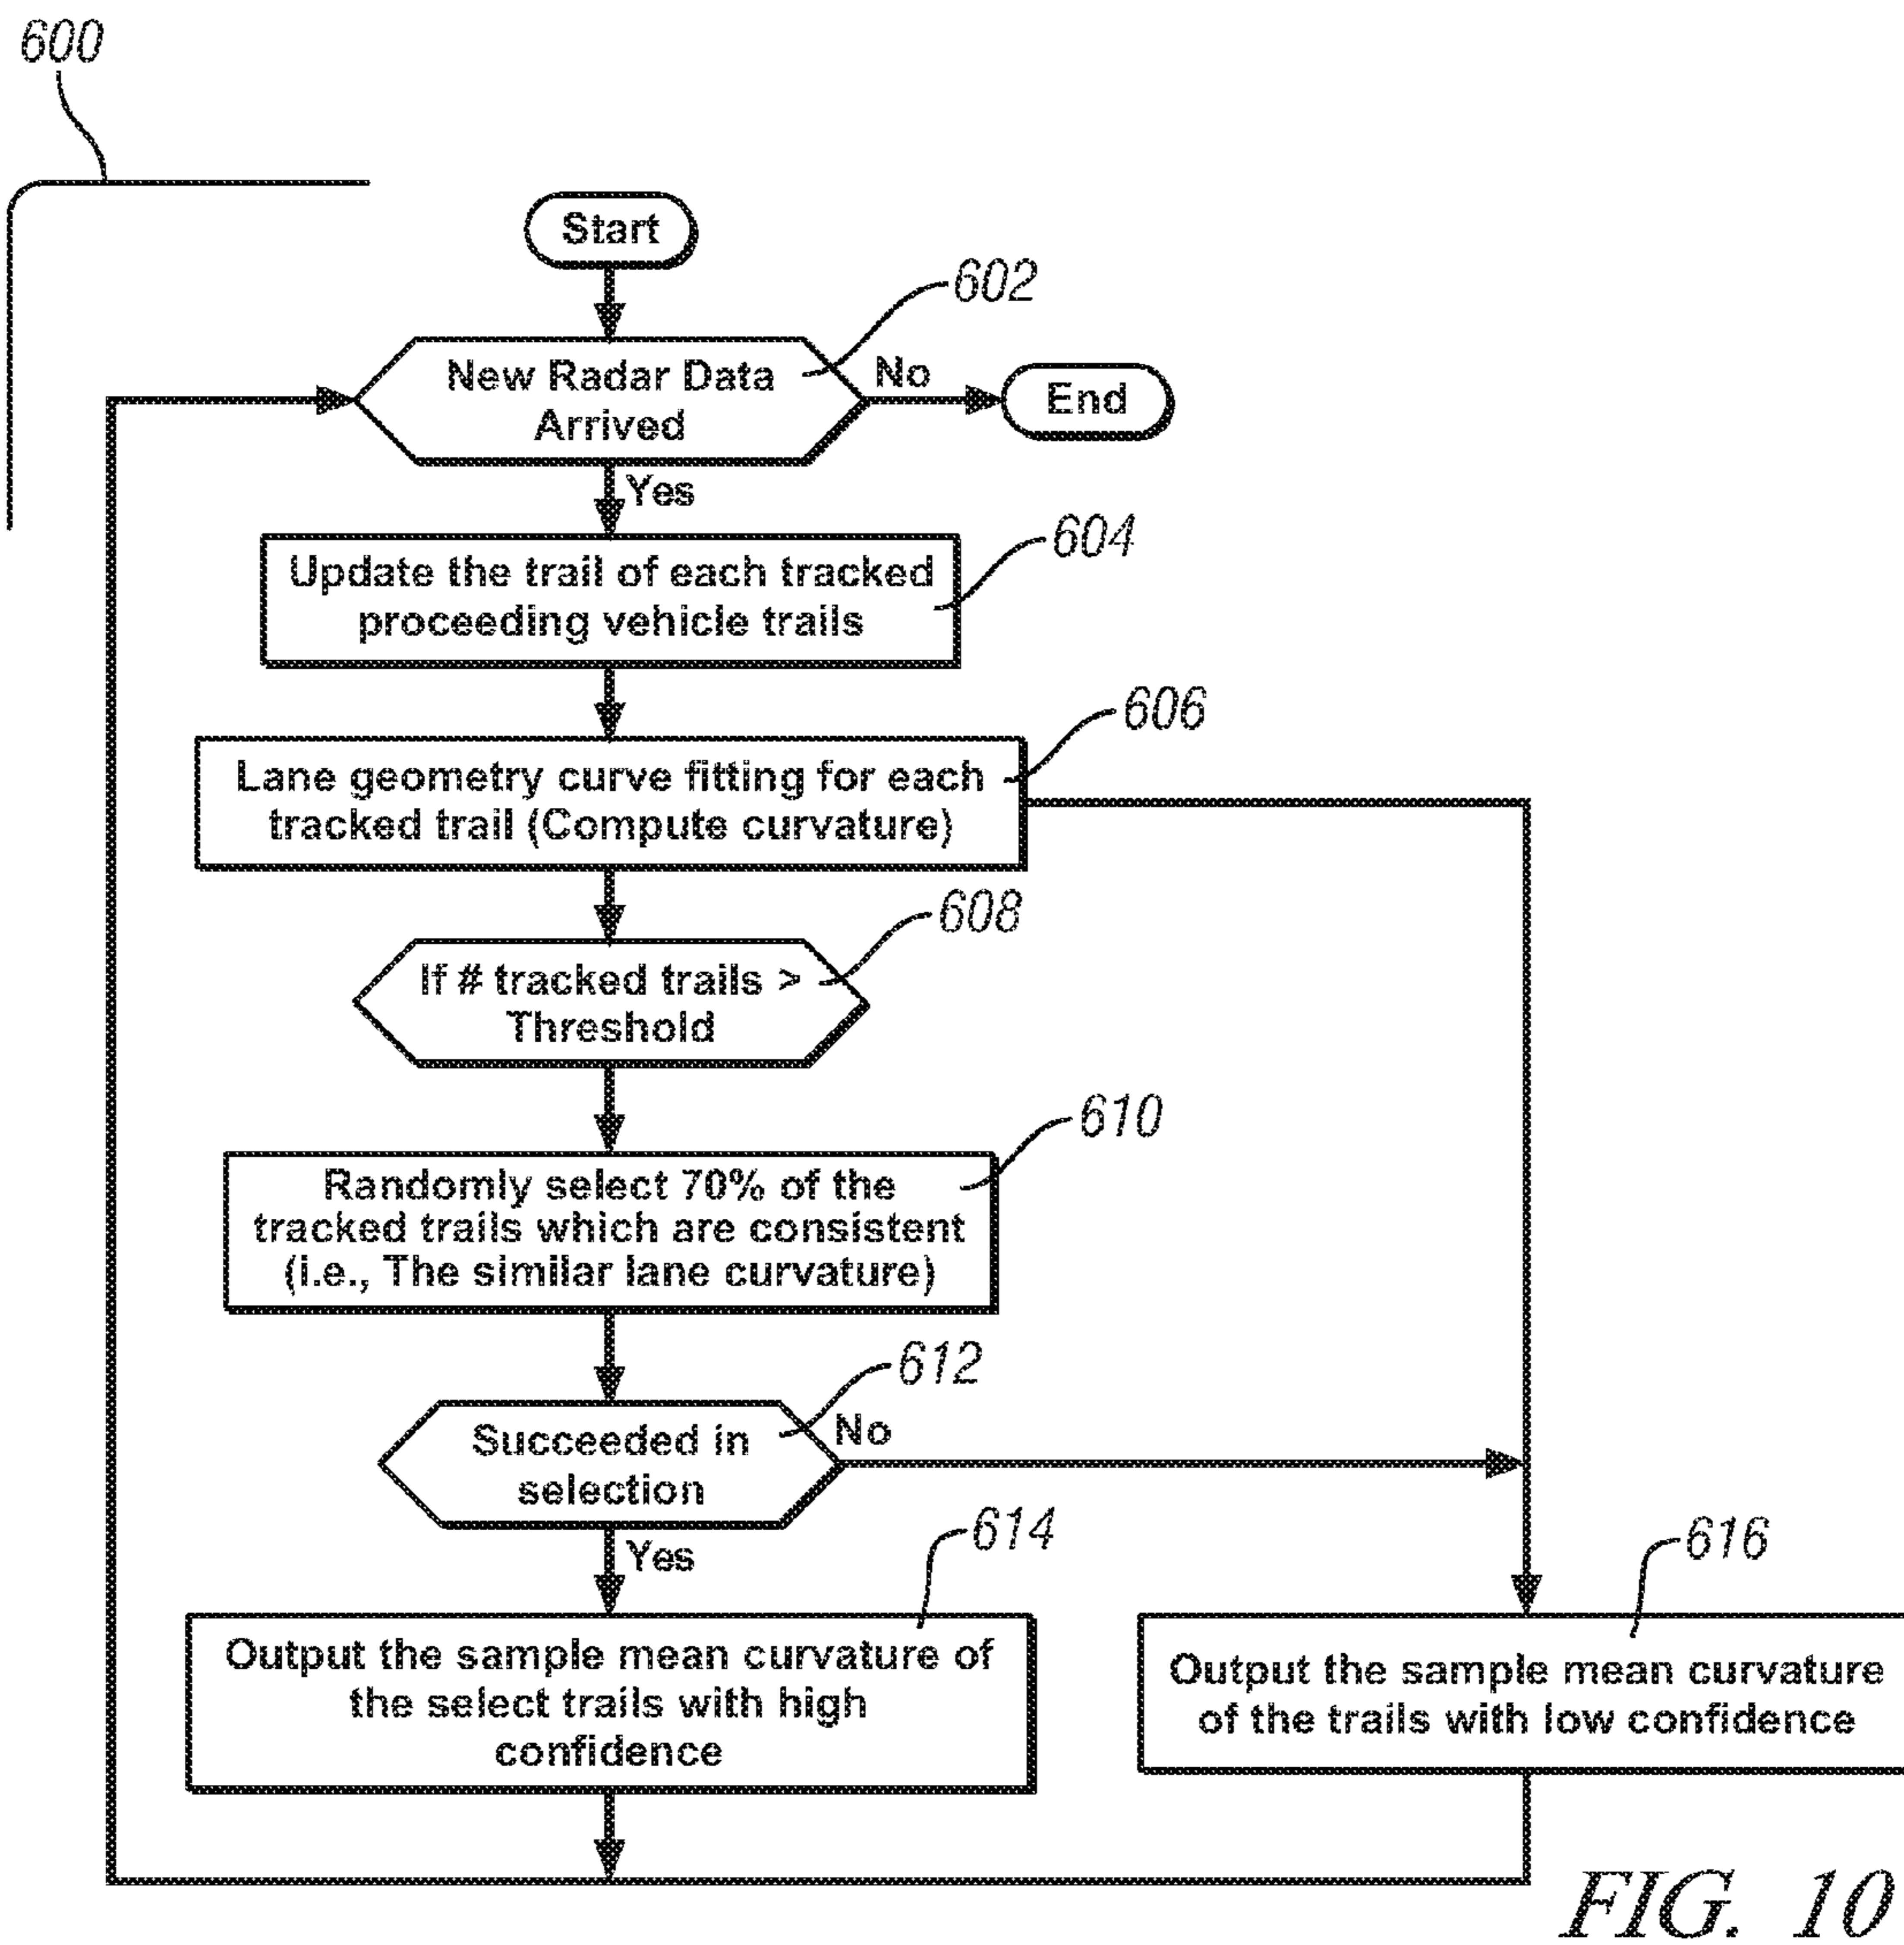 600
Start
602
New Radar Data
Arrived
No
End
Yes
604
Update the trail of each tracked
proceeding vehicle trails
606
Lane geometry curve fitting for each
tracked trail (Compute curvature)
608
If # tracked trails >
Threshold
610
Randomly select 70% of the
tracked trails which are consistent
(i.e., The similar lane curvature)
612
Succeeded in
selection
No
Yes
614
Output the sample mean curvature of
the select trails with high
confidence
616
Output the sample mean curvature
of the trails with low confidence
FIG. 10